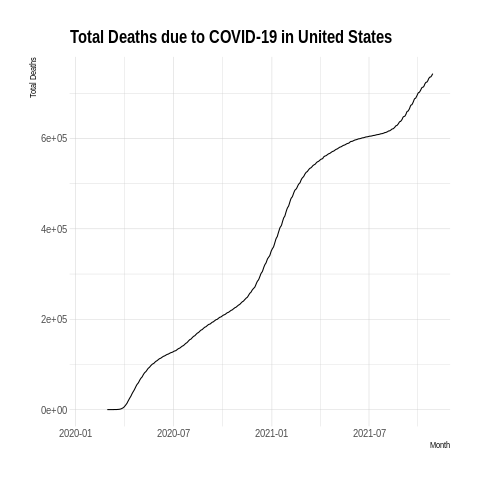 Total Deaths due to COVID-19 in United States
Total Deaths
6e+05
4e+05
2e+05
0e+00
2020-01 2020-07 2021-01 2021-07
Month